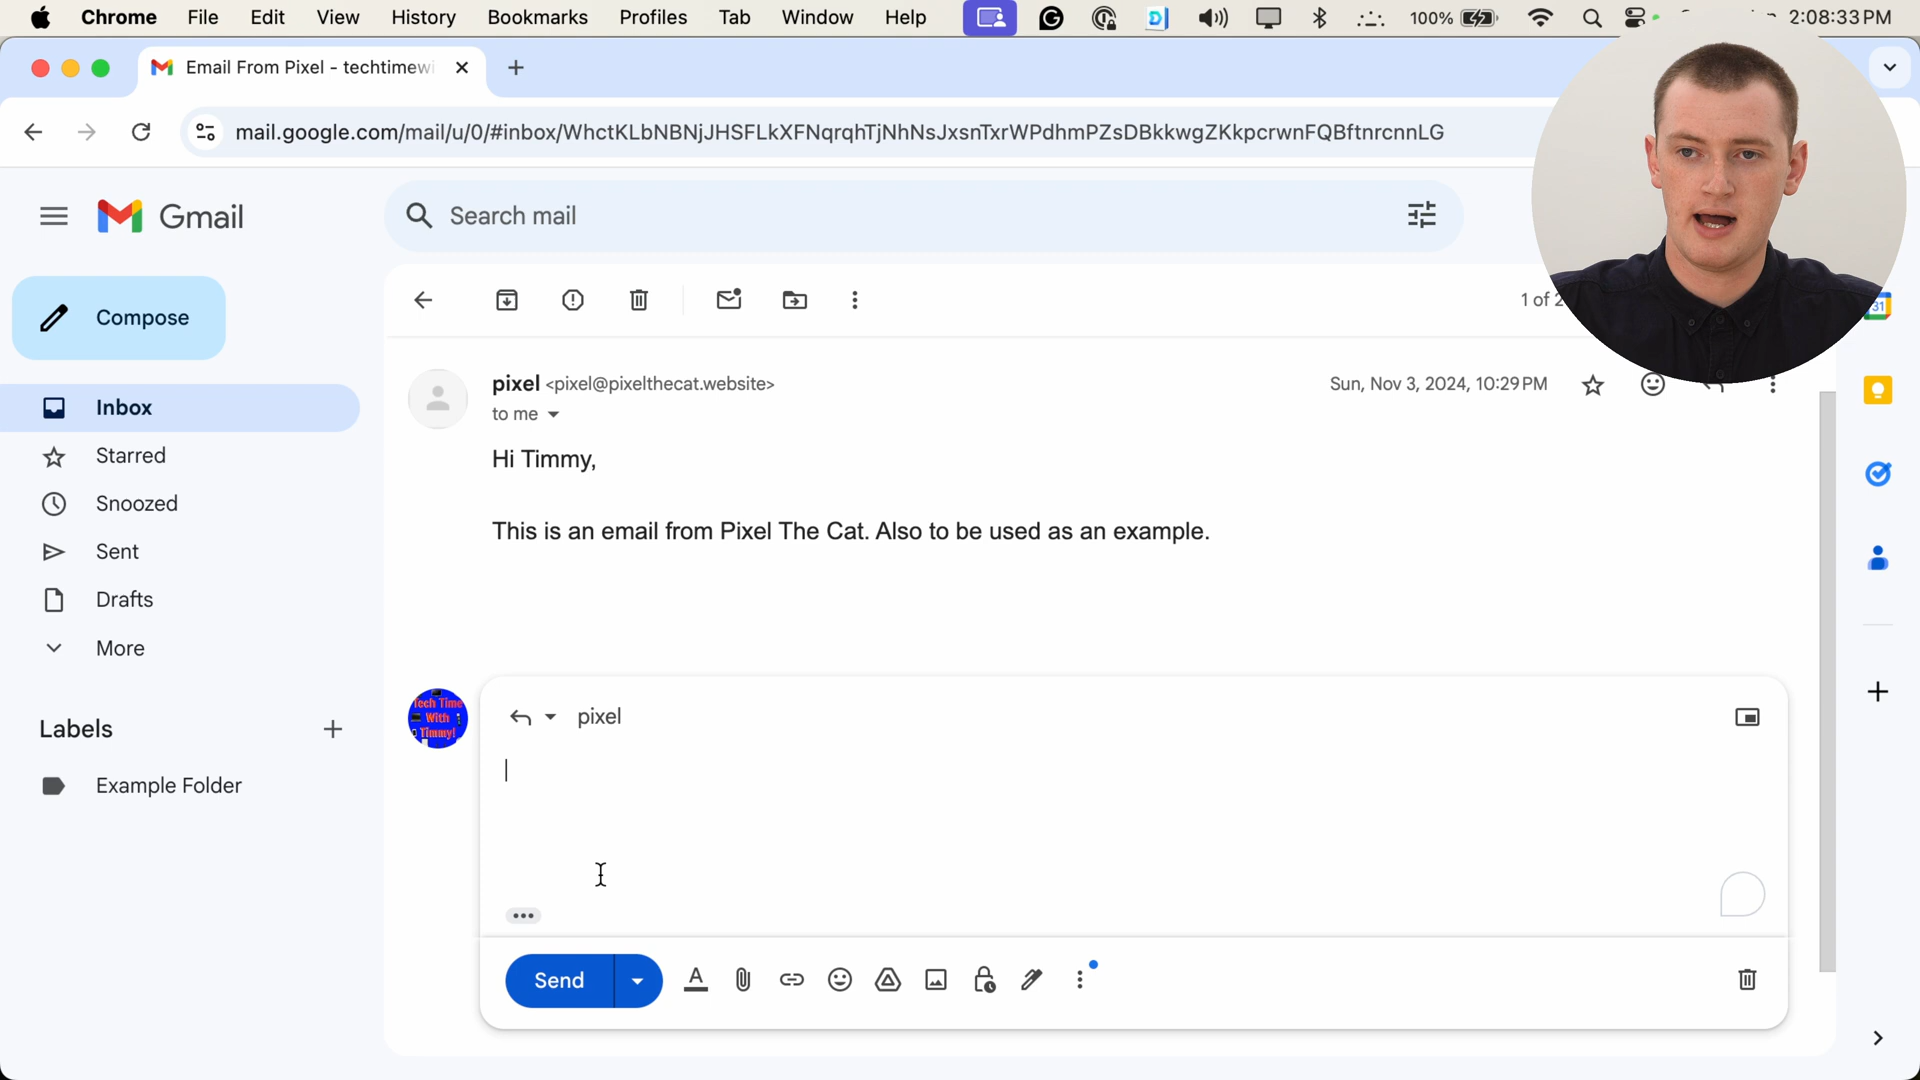 Chrome File Edit View History Bookmarks Profiles Tab Window Help 100% 2:08:33 PM
Email From Pixel - techtimewi
mail.google.com/mail/u/0/#inbox/WhctKLbNBNjJHSFLkXFNqrqhTjNhNsJxsnTxrWPdhmPZsDBkkwgZKkpcrwnFQBftnrcnnLG
Gmail
Search mail
Compose
1 of 2
31
pixel <pixel@pixelthecat.website>
Sun, Nov 3, 2024, 10:29 PM
to me
Inbox
Starred
Snoozed
Sent
Drafts
More
Hi Timmy,
This is an email from Pixel The Cat. Also to be used as an example.
Labels
Example Folder
Tech Time
With
Timmy!
pixel
Send